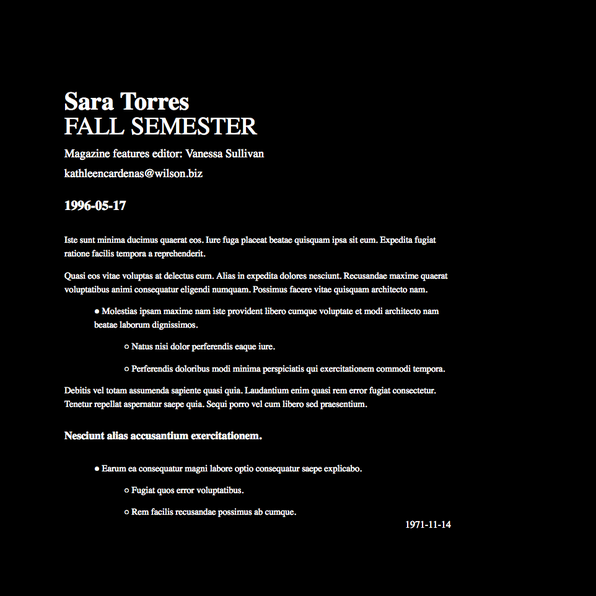 Sara Torres
FALL SEMESTER
Magazine features editor: Vanessa Sullivan
kathleencardenas@wilson.biz
1996-05-17
Iste sunt minima ducimus quaerat eos. Iure fuga placeat beatae quisquam ipsa sit eum. Expedita fugiat
ratione facilis tempora a reprehenderit.
Quasi eos vitae voluptas at delectus eum. Alias in expedita dolores nesciunt. Recusandae maxime quaerat
voluptatibus animi consequatur eligendi numquam. Possimus facere vitae quisquam architecto nam.
● Molestias ipsam maxime nam iste provident libero cumque voluptate et modi architecto nam
beatae laborum dignissimos.
○ Natus nisi dolor perferendis eaque iure.
○ Perferendis doloribus modi minima perspiciatis qui exercitationem commodi tempora.
Debitis vel totam assumenda sapiente quasi quia. Laudantium enim quasi rem error fugiat consectetur.
Tenetur repellat aspernatur saepe quia. Sequi porro vel cum libero sed praesentium.
Nesciunt alias accusantium exercitationem.
● Earum ea consequatur magni labore optio consequatur saepe explicabo.
○ Fugiat quos error voluptatibus.
○ Rem facilis recusandae possimus ab cumque.
1971-11-14